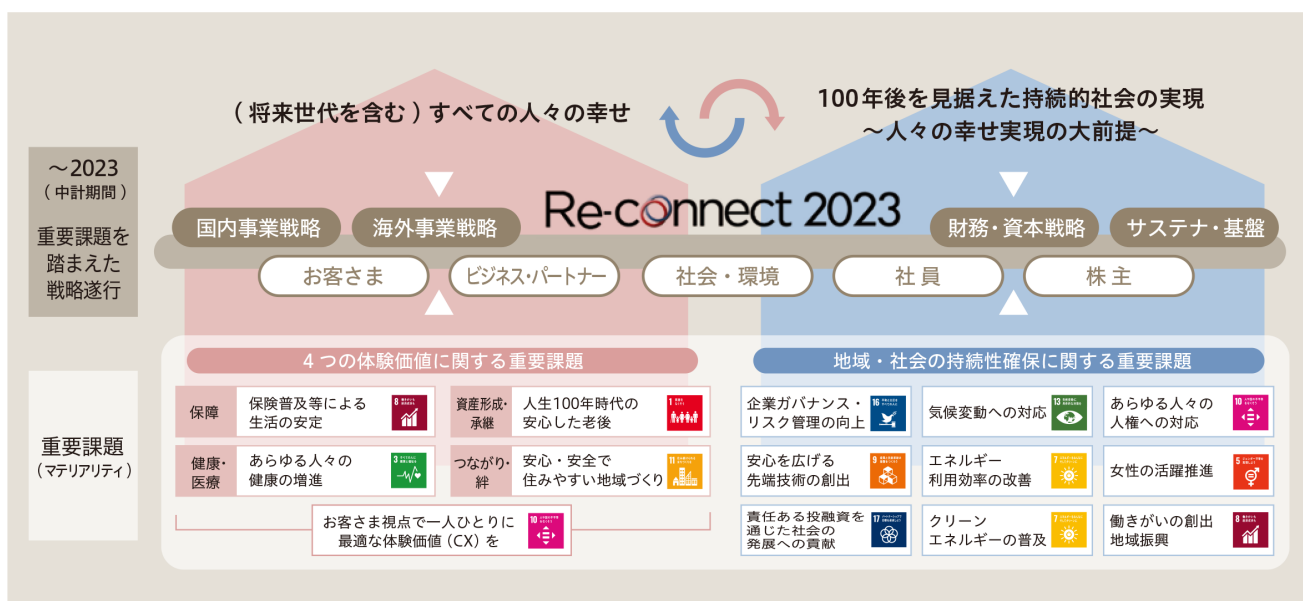 (将来世代を含む)すべての人々の幸せ
100年後を見据えた持続的社会の実現
～人々の幸せ実現の大前提～
～2023
(中計期間)
重要課題を
踏まえた
戦略遂行
Re-connect 2023
国内事業戦略
海外事業戦略
財務・資本戦略
サステナ・基盤
お客さま
ビジネス・パートナー
社会・環境
社員
株主
重要課題
(マテリアリティ)
4つの体験価値に関する重要課題
保障
保険普及等による
生活の安定
8
資産形成・
承継
人生100年時代の
安心した老後
1
健康・
医療
あらゆる人々の
健康の増進
3
つながり・
絆
安心・安全で
住みやすい地域づくり
11
お客さま視点で一人ひとりに
最適な体験価値(CX)を
10
地域・社会の持続性確保に関する重要課題
企業ガバナンス・
リスク管理の向上
16
気候変動への対応
13
あらゆる人々の
人権への対応
10
安心を広げる
先端技術の創出
9
エネルギー
利用効率の改善
7
女性の活躍推進
5
責任ある投融資を
通じた社会の
発展への貢献
17
クリーン
エネルギーの普及
7
働きがいの創出
地域振興
8